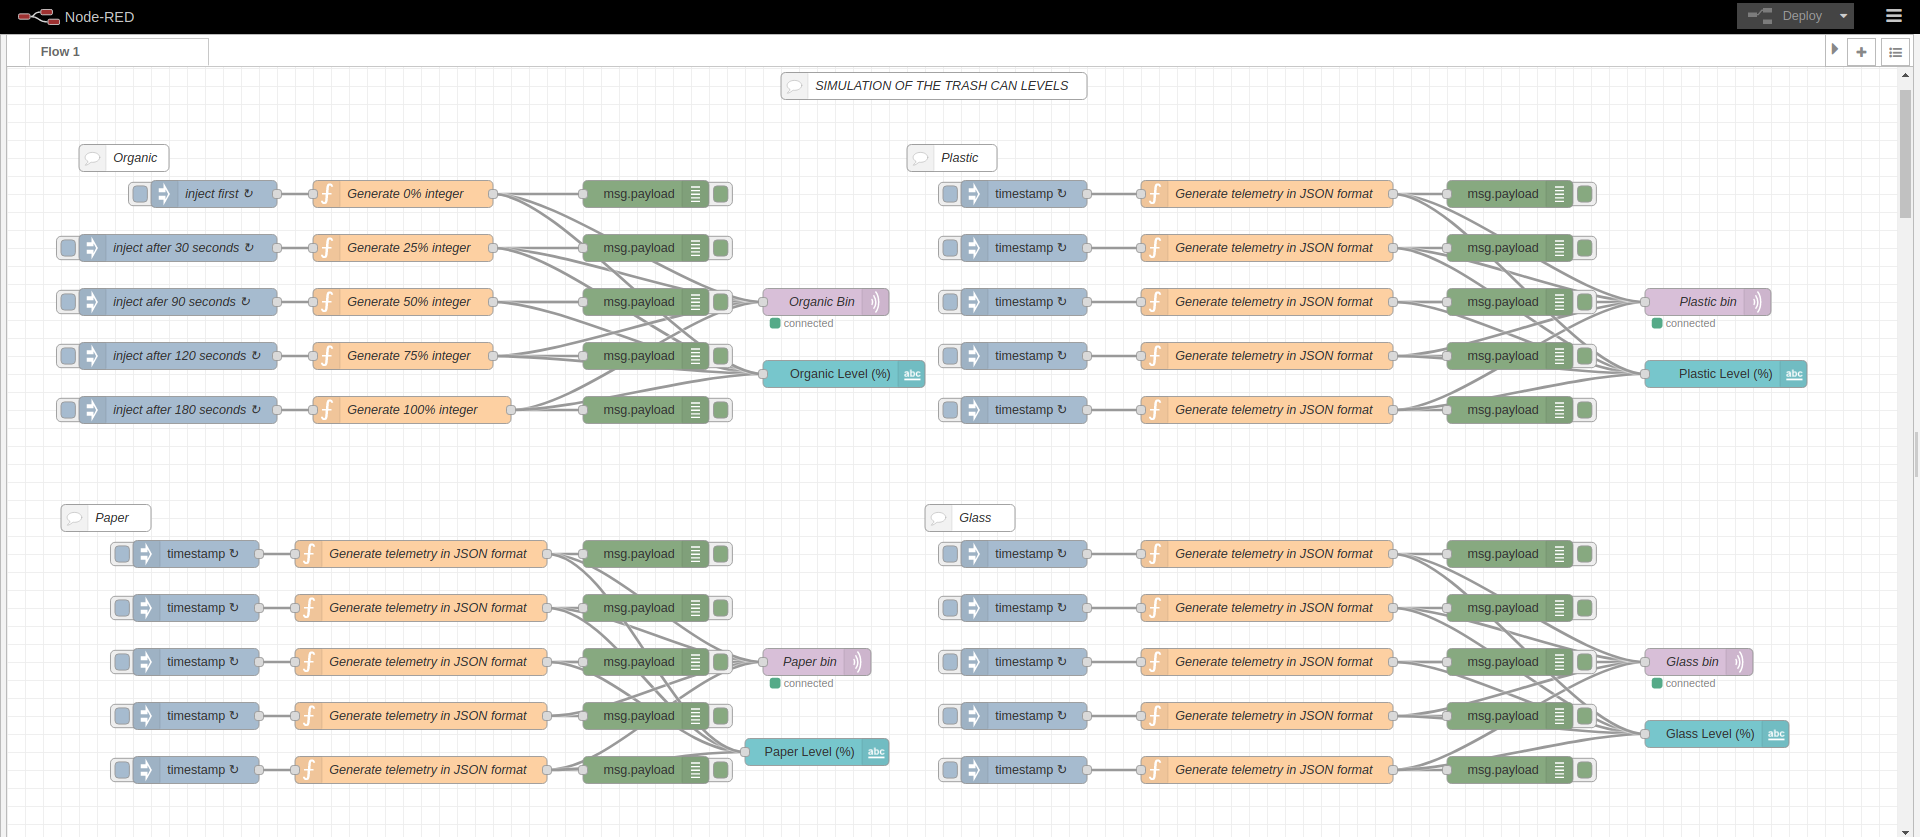 Node-RED
Deploy
Flow 1
SIMULATION OF THE TRASH CAN LEVELS
Organic
inject first ↻
Generate 0% integer
msg.payload
inject after 30 seconds ↻
Generate 25% integer
msg.payload
inject afer 90 seconds ↻
Generate 50% integer
msg.payload
Organic Bin
connected
inject after 120 seconds ↻
Generate 75% integer
msg.payload
Organic Level (%)
abc
inject after 180 seconds ↻
Generate 100% integer
msg.payload
Plastic
timestamp ↻
Generate telemetry in JSON format
msg.payload
timestamp ↻
Generate telemetry in JSON format
msg.payload
timestamp ↻
Generate telemetry in JSON format
msg.payload
Plastic bin
connected
timestamp ↻
Generate telemetry in JSON format
msg.payload
Plastic Level (%)
abc
timestamp ↻
Generate telemetry in JSON format
msg.payload
Paper
timestamp ↻
Generate telemetry in JSON format
msg.payload
timestamp ↻
Generate telemetry in JSON format
msg.payload
timestamp ↻
Generate telemetry in JSON format
msg.payload
Paper bin
connected
timestamp ↻
Generate telemetry in JSON format
msg.payload
Paper Level (%)
abc
timestamp ↻
Generate telemetry in JSON format
msg.payload
Glass
timestamp ↻
Generate telemetry in JSON format
msg.payload
timestamp ↻
Generate telemetry in JSON format
msg.payload
timestamp ↻
Generate telemetry in JSON format
msg.payload
Glass bin
connected
timestamp ↻
Generate telemetry in JSON format
msg.payload
Glass Level (%)
abc
timestamp ↻
Generate telemetry in JSON format
msg.payload